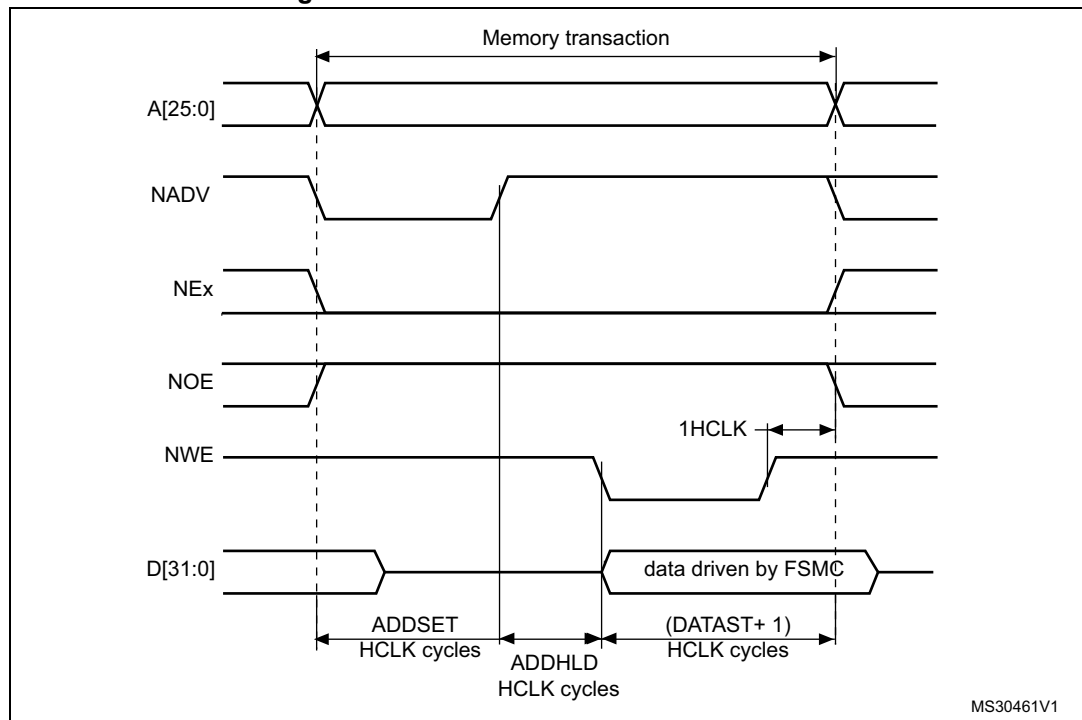 Memory transaction
A[25:0]
NADV
NEx
NOE
1HCLK
NWE
D[31:0]
data driven by FSMC
ADDSET
HCLK cycles
(DATAST+ 1)
HCLK cycles
ADDHLD
HCLK cycles
MS30461V1